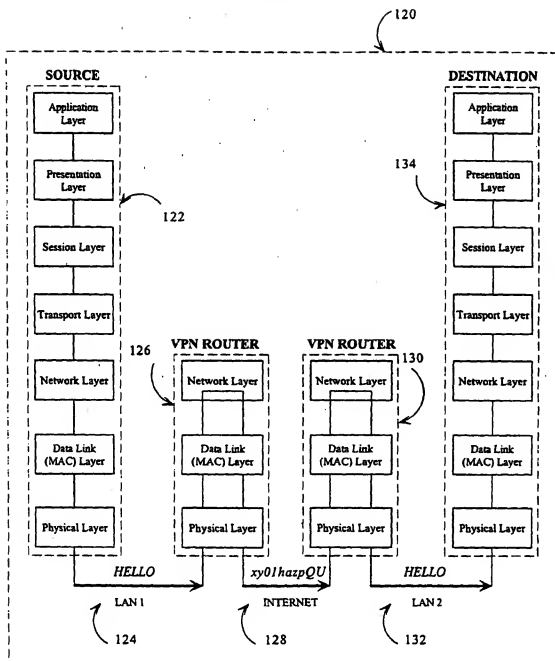 120
SOURCE
DESTINATION
Application
Layer
Application
Layer
Presentation
Layer
Presentation
Layer
134
122
Session Layer
Session Layer
Transport Layer
Transport Layer
VPN ROUTER
VPN ROUTER
126
130
Network Layer
Network Layer
Network Layer
Network Layer
Data Link
(MAC) Layer
Data Link
(MAC) Layer
Data Link
(MAC) Layer
Data Link
(MAC) Layer
Physical Layer
Physical Layer
Physical Layer
Physical Layer
HELLO
xy01hazpQU
HELLO
LAN 1
INTERNET
LAN 2
124
128
132